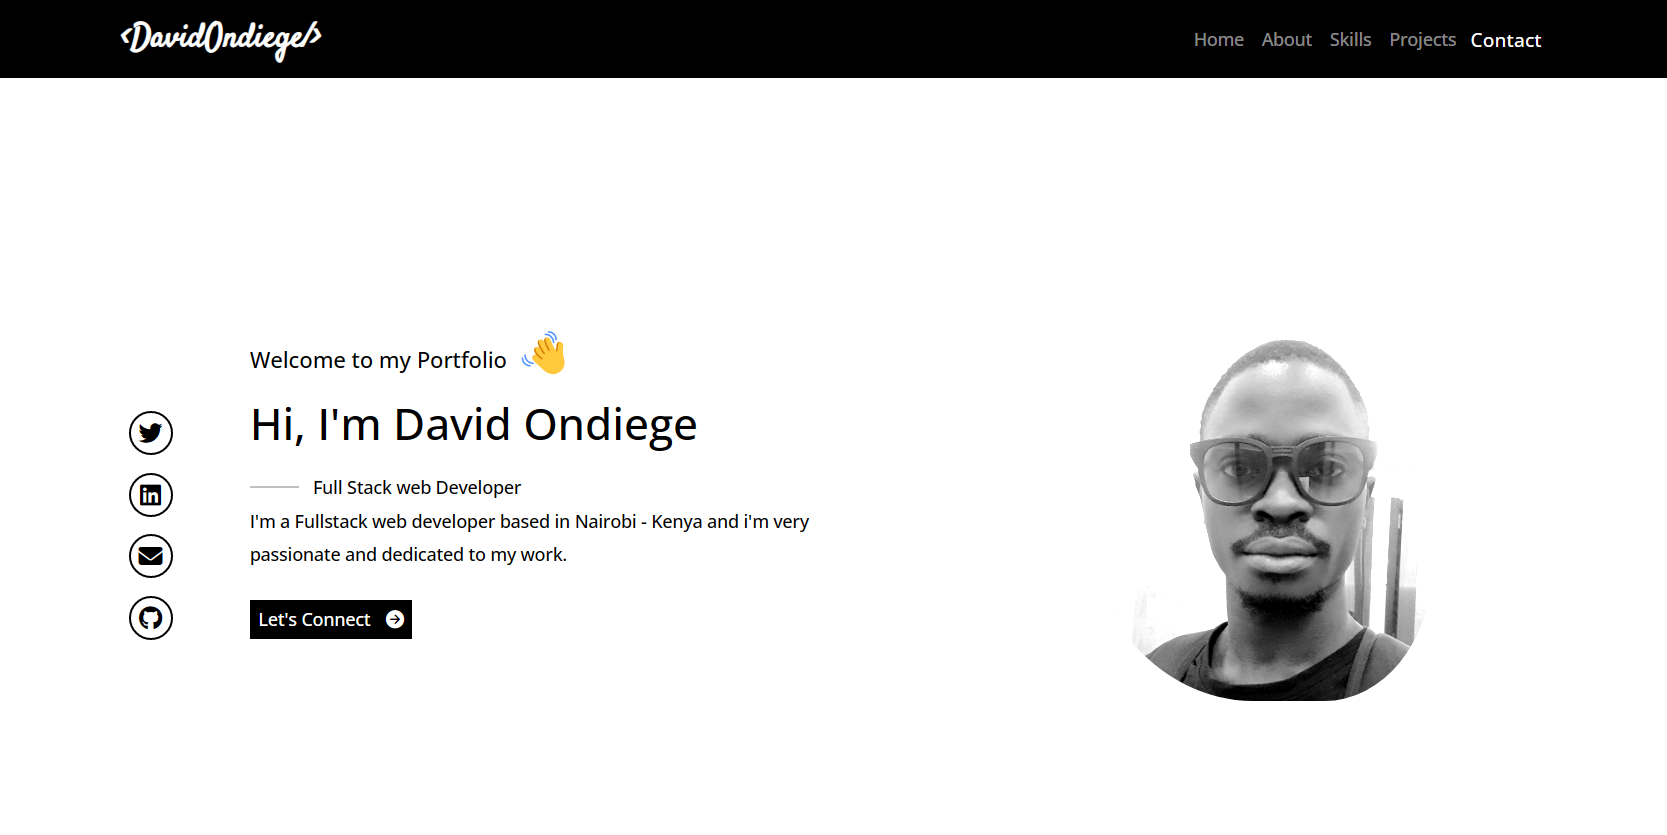 <DavidOndiege/>
Home About Skills Projects Contact
Welcome to my Portfolio
Hi, I'm David Ondiege
Full Stack web Developer
I'm a Fullstack web developer based in Nairobi - Kenya and i'm very
passionate and dedicated to my work.
in
Let's Connect